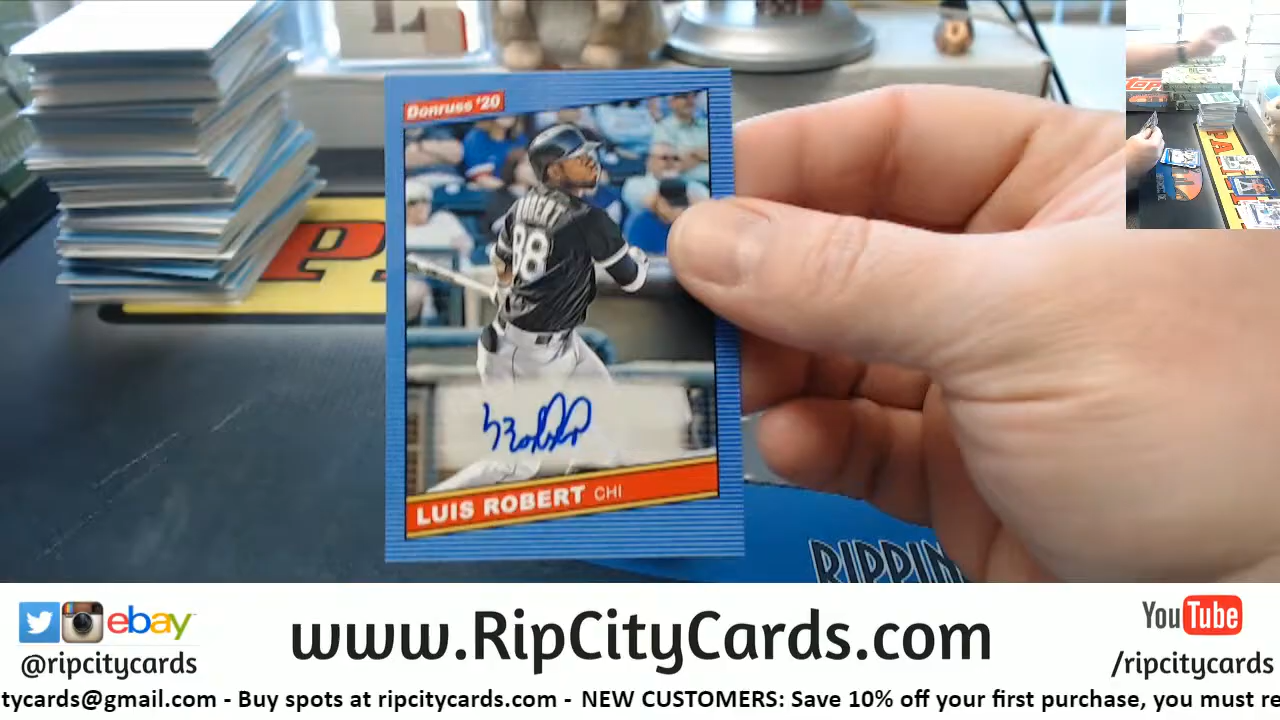 Donruss '20
88
LUIS ROBERT CHI
RIPPIN
ebay
@ripcitycards
www.RipCityCards.com
YouTube
/ripcitycards
tycards@gmail.com - Buy spots at ripcitycards.com - NEW CUSTOMERS: Save 10% off your first purchase, you must re